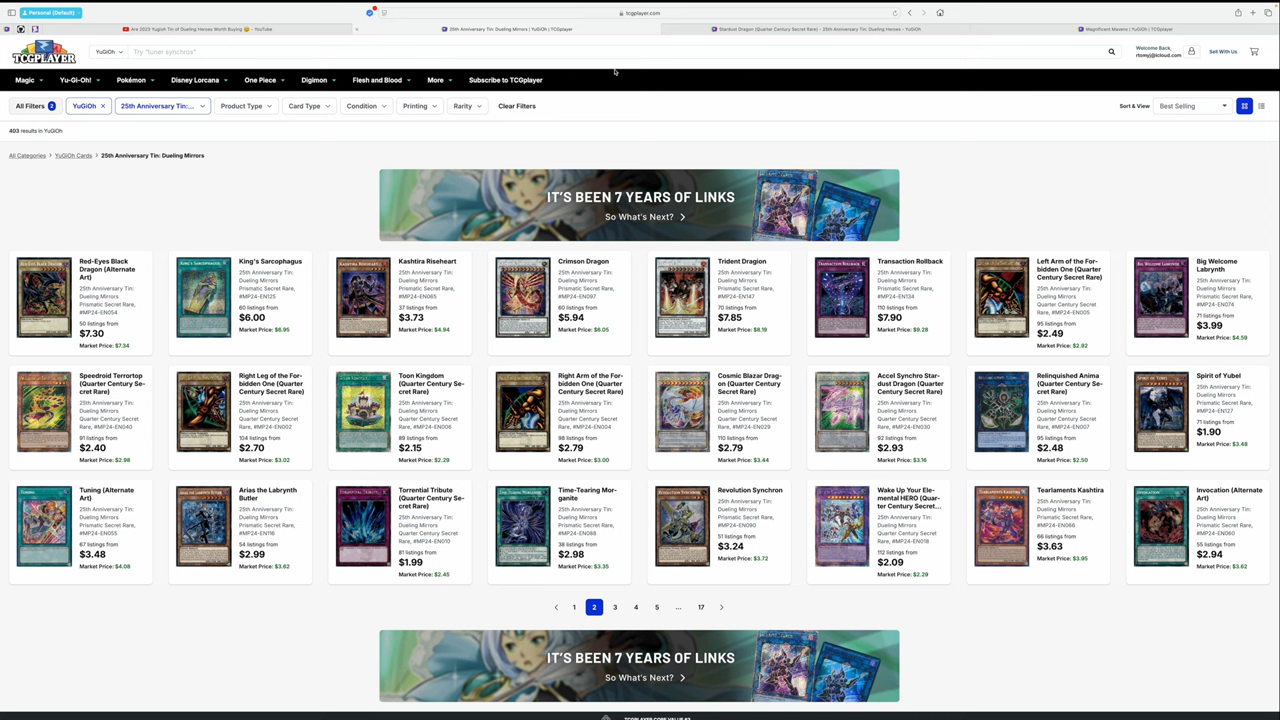 Personal (Default)
tcgplayer.com
Are 2023 Yugioh Tin of Dueling Heroes Worth Buying - YouTube
25th Anniversary Tin: Dueling Mirrors | YuGiOh | TCGplayer
Stardust Dragon (Quarter Century Secret Rare) - 25th Anniversary Tin: Dueling Heroes - YuGiOh
Magnificent Mavens | YuGiOh | TCGplayer
TCGPLAYER
YuGiOh
Try "tuner synchro"
Welcome Back,
rtomyj@icloud.com
Sell With Us
Magic
Yu-Gi-Oh!
Pokémon
Disney Lorcana
One Piece
Digimon
Flesh and Blood
More
Subscribe to TCGplayer
All Filters 2
YuGiOh
25th Anniversary Tin:...
Product Type
Card Type
Condition
Printing
Rarity
Clear Filters
Sort & View
Best Selling
403 results in YuGiOh
All Categories > YuGiOh Cards > 25th Anniversary Tin: Dueling Mirrors
IT'S BEEN 7 YEARS OF LINKS
So What's Next?
Red-Eyes Black
Dragon (Alternate
Art)
25th Anniversary Tin:
Dueling Mirrors
Prismatic Secret Rare,
#MP24-EN054
50 listings from
$7.30
Market Price: $7.34
King's Sarcophagus
25th Anniversary Tin:
Dueling Mirrors
Prismatic Secret Rare,
#MP24-EN125
60 listings from
$6.00
Market Price: $6.95
Kashtira Riseheart
25th Anniversary Tin:
Dueling Mirrors
Prismatic Secret Rare,
#MP24-EN065
37 listings from
$3.73
Market Price: $4.94
Crimson Dragon
25th Anniversary Tin:
Dueling Mirrors
Prismatic Secret Rare,
#MP24-EN097
60 listings from
$5.94
Market Price: $6.05
Trident Dragon
25th Anniversary Tin:
Dueling Mirrors
Prismatic Secret Rare,
#MP24-EN147
70 listings from
$7.85
Market Price: $8.19
Transaction Rollback
25th Anniversary Tin:
Dueling Mirrors
Prismatic Secret Rare,
#MP24-EN134
110 listings from
$7.90
Market Price: $9.28
Left Arm of the For-
bidden One (Quarter
Century Secret Rare)
25th Anniversary Tin:
Dueling Mirrors
Quarter Century Secret
Rare, #MP24-EN005
95 listings from
$2.49
Market Price: $2.92
Big Welcome
Labrynth
25th Anniversary Tin:
Dueling Mirrors
Prismatic Secret Rare,
#MP24-EN074
71 listings from
$3.99
Market Price: $4.59
Speedroid Terrortop
(Quarter Century Se-
cret Rare)
25th Anniversary Tin:
Dueling Mirrors
Quarter Century Secret
Rare, #MP24-EN040
91 listings from
$2.40
Market Price: $2.98
Right Leg of the For-
bidden One (Quarter
Century Secret Rare)
25th Anniversary Tin:
Dueling Mirrors
Quarter Century Secret
Rare, #MP24-EN002
104 listings from
$2.70
Market Price: $3.02
Toon Kingdom
(Quarter Century Se-
cret Rare)
25th Anniversary Tin:
Dueling Mirrors
Quarter Century Secret
Rare, #MP24-EN006
89 listings from
$2.15
Market Price: $2.29
Right Arm of the For-
bidden One (Quarter
Century Secret Rare)
25th Anniversary Tin:
Dueling Mirrors
Quarter Century Secret
Rare, #MP24-EN004
98 listings from
$2.79
Market Price: $3.00
Cosmic Blazar Drag-
on (Quarter Century
Secret Rare)
25th Anniversary Tin:
Dueling Mirrors
Quarter Century Secret
Rare, #MP24-EN029
110 listings from
$2.79
Market Price: $3.44
Accel Synchro Star-
dust Dragon (Quarter
Century Secret Rare)
25th Anniversary Tin:
Dueling Mirrors
Quarter Century Secret
Rare, #MP24-EN030
92 listings from
$2.93
Market Price: $3.16
Relinquished Anima
(Quarter Century Se-
cret Rare)
25th Anniversary Tin:
Dueling Mirrors
Quarter Century Secret
Rare, #MP24-EN007
95 listings from
$2.48
Market Price: $2.50
Spirit of Yubel
25th Anniversary Tin:
Dueling Mirrors
Prismatic Secret Rare,
#MP24-EN127
71 listings from
$1.90
Market Price: $3.48
Tuning (Alternate
Art)
25th Anniversary Tin:
Dueling Mirrors
Prismatic Secret Rare,
#MP24-EN055
67 listings from
$3.48
Market Price: $4.08
Arias the Labrynth
Butler
25th Anniversary Tin:
Dueling Mirrors
Prismatic Secret Rare,
#MP24-EN116
54 listings from
$2.99
Market Price: $3.62
Torrential Tribute
(Quarter Century Se-
cret Rare)
25th Anniversary Tin:
Dueling Mirrors
Quarter Century Secret
Rare, #MP24-EN010
81 listings from
$1.99
Market Price: $2.45
Time-Tearing Mor-
ganite
25th Anniversary Tin:
Dueling Mirrors
Prismatic Secret Rare,
#MP24-EN088
38 listings from
$2.98
Market Price: $3.35
Revolution Synchron
25th Anniversary Tin:
Dueling Mirrors
Prismatic Secret Rare,
#MP24-EN090
51 listings from
$3.24
Market Price: $3.72
Wake Up Your Ele-
mental HERO (Quar-
ter Century Secret...
25th Anniversary Tin:
Dueling Mirrors
Quarter Century Secret
Rare, #MP24-EN018
112 listings from
$2.09
Market Price: $2.29
Tearlaments Kashtira
25th Anniversary Tin:
Dueling Mirrors
Prismatic Secret Rare,
#MP24-EN066
66 listings from
$3.63
Market Price: $3.95
Invocation (Alternate
Art)
25th Anniversary Tin:
Dueling Mirrors
Prismatic Secret Rare,
#MP24-EN060
55 listings from
$2.94
Market Price: $3.62
1 2 3 4 5 ... 17
IT'S BEEN 7 YEARS OF LINKS
So What's Next?